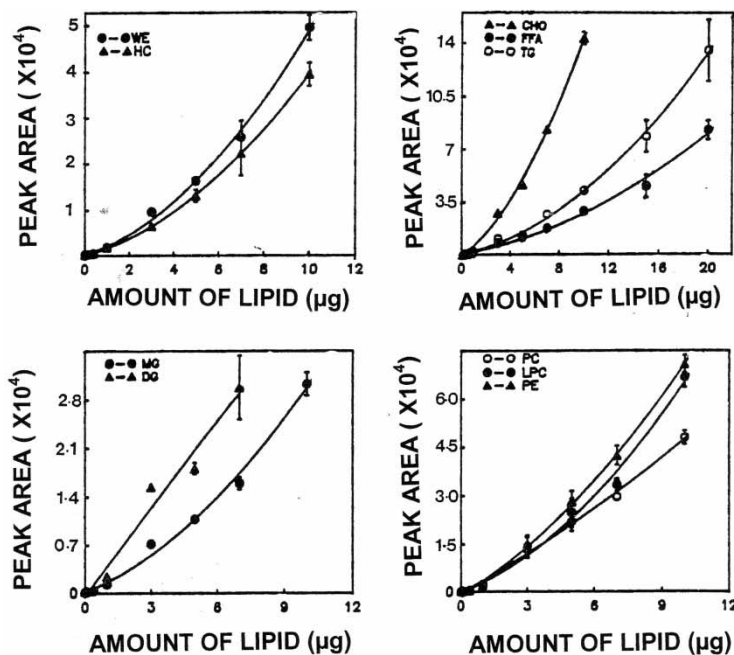 ●-●WE
▲-▲HC
5
4
3
2
1
0
0 2 4 6 8 10 12
PEAK AREA ( X10⁴)
AMOUNT OF LIPID (µg)
▲-▲CHO
●-●FFA
○-○TG
14
10.5
7
3.5
0
0 4 8 12 16 20
PEAK AREA ( X10⁴)
AMOUNT OF LIPID (µg)
●-●MG
▲-▲DG
2.8
2.1
1.4
0.7
0
0 3 6 9 12
PEAK AREA ( X10⁴)
AMOUNT OF LIPID (µg)
○-○PC
●-●LPC
▲-▲PE
6.0
4.5
3.0
1.5
0
0 2 4 6 8 10 12
PEAK AREA ( X10⁴)
AMOUNT OF LIPID (µg)